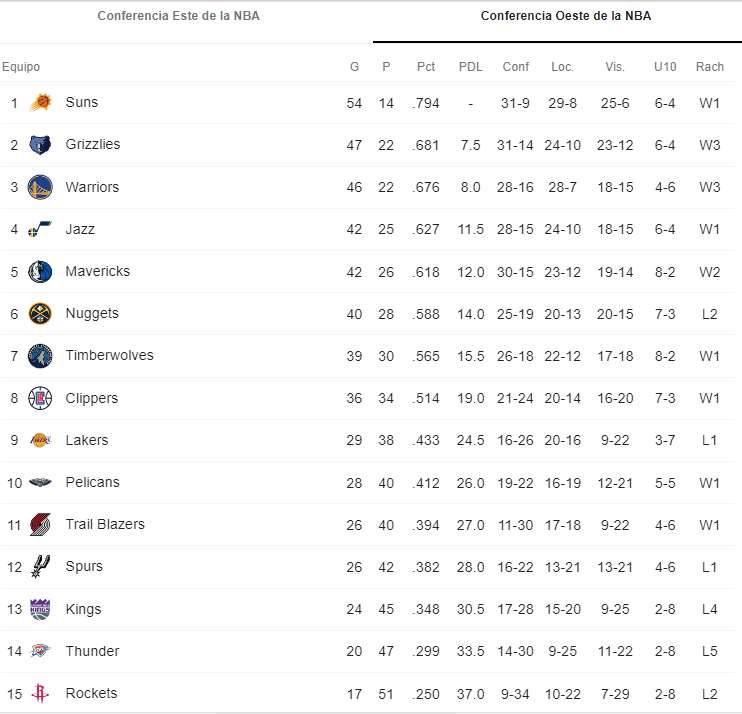 Conferencia Este de la NBA Conferencia Oeste de la NBA
Equipo G P Pct PDL Conf Loc. Vis. U10 Rach
1 Suns 54 14 .794 - 31-9 29-8 25-6 6-4 W1
2 Grizzlies 47 22 .681 7.5 31-14 24-10 23-12 6-4 W3
3 Warriors 46 22 .676 8.0 28-16 28-7 18-15 4-6 W3
4 Jazz 42 25 .627 11.5 28-15 24-10 18-15 6-4 W1
5 Mavericks 42 26 .618 12.0 30-15 23-12 19-14 8-2 W2
6 Nuggets 40 28 .588 14.0 25-19 20-13 20-15 7-3 L2
7 Timberwolves 39 30 .565 15.5 26-18 22-12 17-18 8-2 W1
8 Clippers 36 34 .514 19.0 21-24 20-14 16-20 7-3 W1
9 Lakers 29 38 .433 24.5 16-26 20-16 9-22 3-7 L1
10 Pelicans 28 40 .412 26.0 19-22 16-19 12-21 5-5 W1
11 Trail Blazers 26 40 .394 27.0 11-30 17-18 9-22 4-6 W1
12 Spurs 26 42 .382 28.0 16-22 13-21 13-21 4-6 L1
13 Kings 24 45 .348 30.5 17-28 15-20 9-25 2-8 L4
14 Thunder 20 47 .299 33.5 14-30 9-25 11-22 2-8 L5
15 Rockets 17 51 .250 37.0 9-34 10-22 7-29 2-8 L2